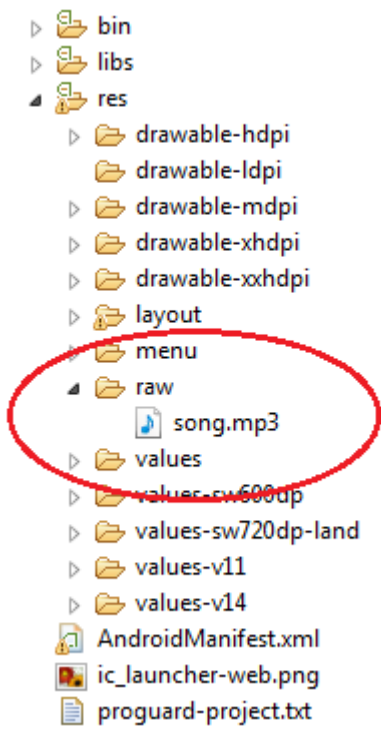 bin
libs
res
drawable-hdpi
drawable-ldpi
drawable-mdpi
drawable-xhdpi
drawable-xxhdpi
layout
menu
raw
song.mp3
values
values-sw600dp
values-sw720dp-land
values-v11
values-v14
AndroidManifest.xml
ic_launcher-web.png
proguard-project.txt